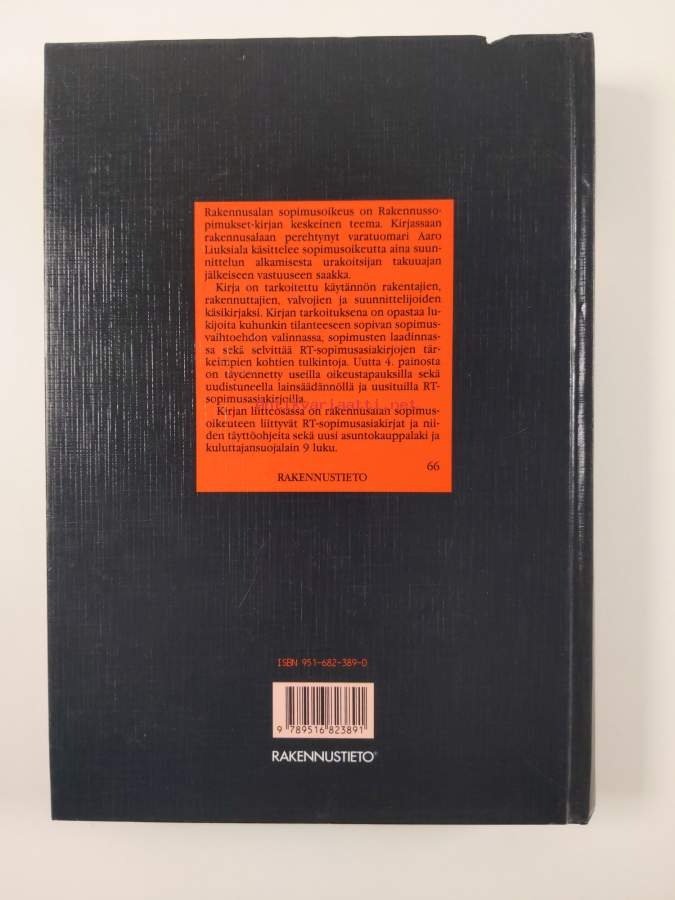 Rakennusalan sopimusoikeus on Rakennusso-
pimukset-kirjan keskeinen teema. Kirjassaan
rakennusalaan perehtynyt varatuomari Aaro
Liuksiala käsittelee sopimusoikeutta aina suun-
nittelun alkamisesta urakoitsijan takuuajan
jälkeiseen vastuuseen saakka.
Kirja on tarkoitettu käytännön rakentajien,
rakennuttajien, valvojien ja suunnittelijoiden
käsikirjaksi. Kirjan tarkoituksena on opastaa lu-
kijoita kuhunkin tilanteeseen sopivan sopimus-
vaihtoehdon valinnassa, sopimusten laadinnas-
sa sekä selvittää RT-sopimusasiakirjojen tär-
keimpien kohtien tulkintoja. Uutta 4. painosta
on täydennetty useilla oikeustapauksilla sekä
uudistuneella lainsäädännöllä ja uusituilla RT-
sopimusasiakirjoilla.
antikvariaatti.net
Kirjan liitteosassa on rakennusalan sopimus-
oikeuteen liittyvät RT-sopimusasiakirjat ja nii-
den täyttöohjeita sekä uusi asuntokauppalaki ja
kuluttajansuojalain 9 luku.
66
RAKENNUSTIETO
ISBN 951-682-389-0
9 789516 823891
RAKENNUSTIETO®